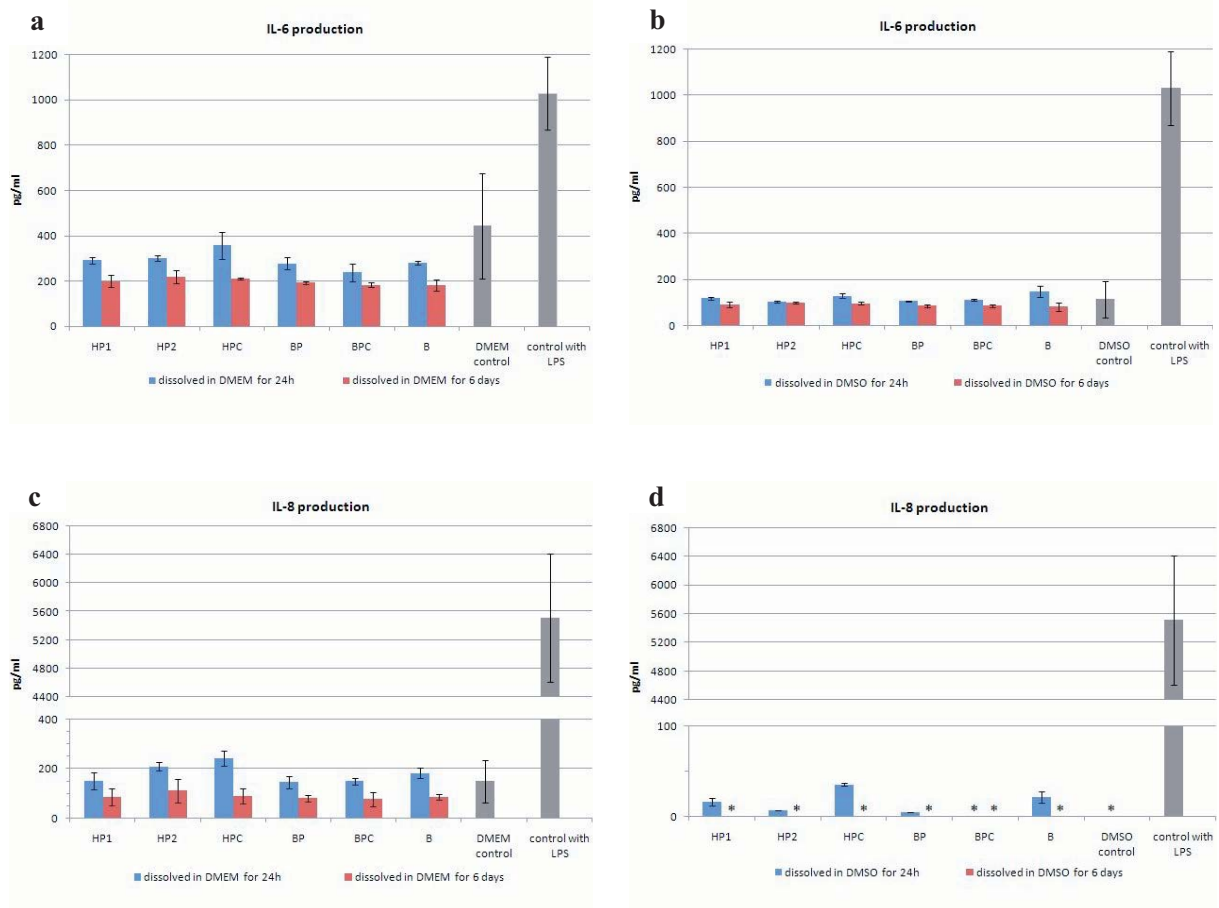 a
IL-6 production
1200
1000
800
600
400
200
0
pg/ml
HP1 HP2 HPC BP BPC B DMEM control control with LPS
dissolved in DMEM for 24h dissolved in DMEM for 6 days
b
IL-6 production
1200
1000
800
600
400
200
0
pg/ml
HP1 HP2 HPC BP BPC B DMSO control control with LPS
dissolved in DMSO for 24h dissolved in DMSO for 6 days
c
IL-8 production
6800
6400
6000
5600
5200
4800
4400
400
200
0
pg/ml
HP1 HP2 HPC BP BPC B DMEM control control with LPS
dissolved in DMEM for 24h dissolved in DMEM for 6 days
d
IL-8 production
6800
6400
6000
5600
5200
4800
4400
100
0
pg/ml
* * * * * * * *
HP1 HP2 HPC BP BPC B DMSO control control with LPS
dissolved in DMSO for 24h dissolved in DMSO for 6 days